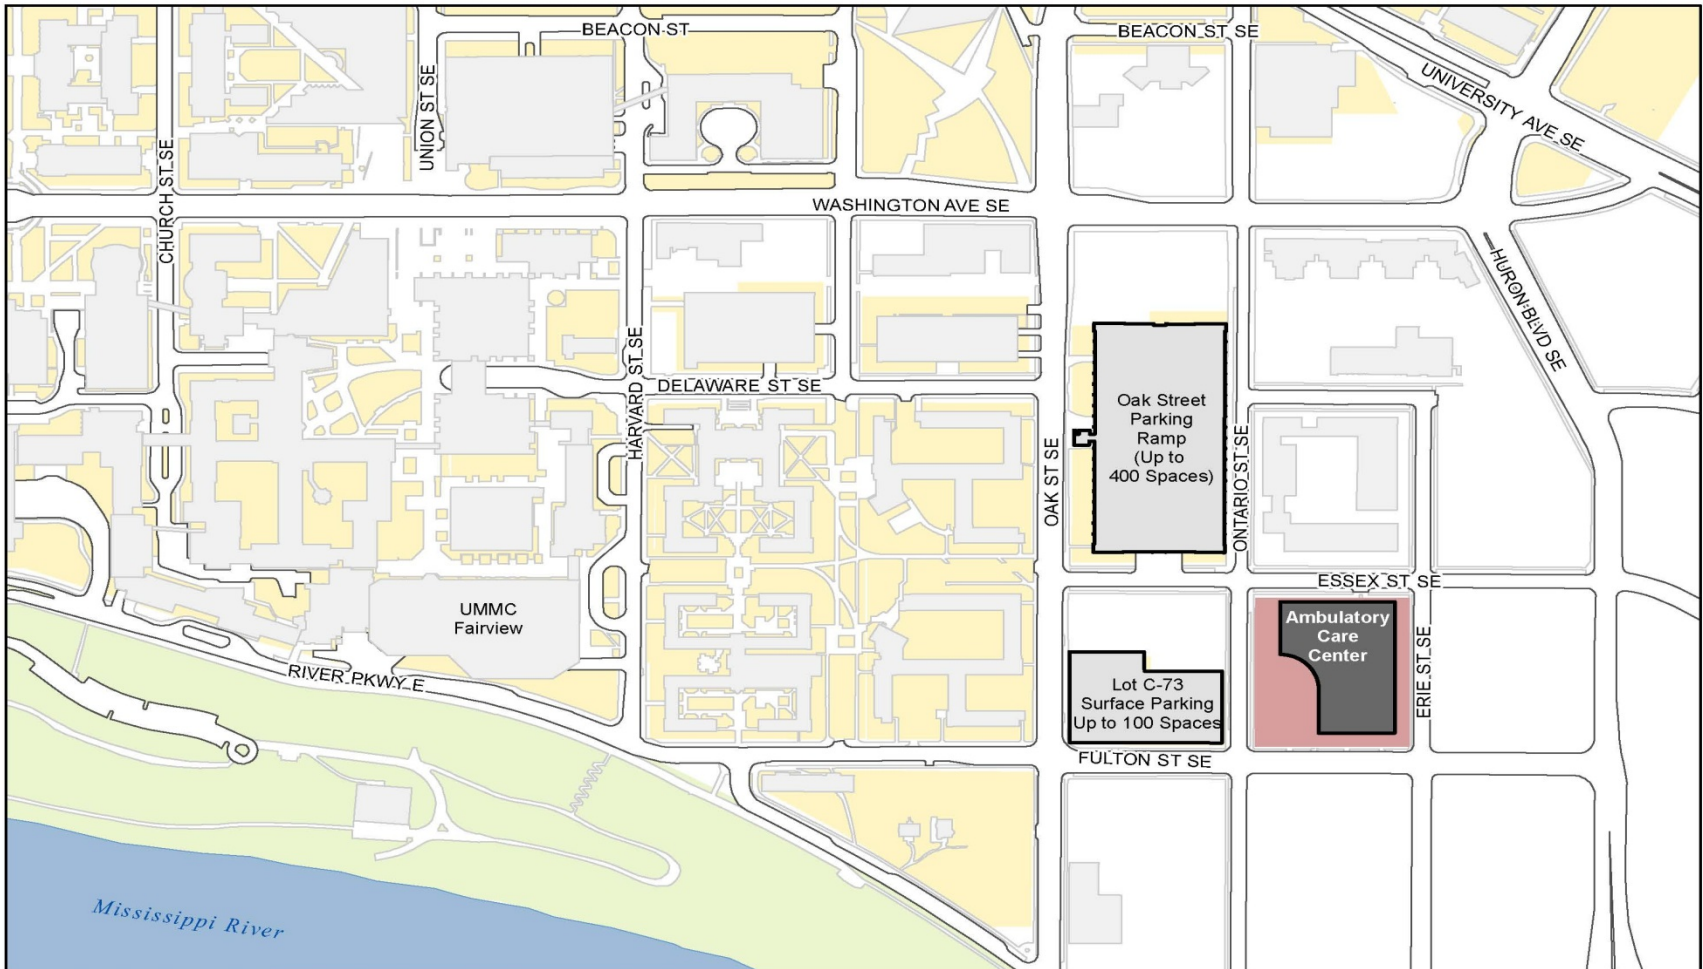 BEACON ST
BEACON ST SE
UNIVERSITY AVE SE
UNION ST SE
CHURCH ST SE
WASHINGTON AVE SE
HURON BLVD SE
HARVARD ST SE
DELAWARE ST SE
Oak Street
Parking
Ramp
(Up to
400 Spaces)
OAK ST SE
ONTARIO ST SE
ESSEX ST SE
UMMC
Fairview
Ambulatory
Care
Center
ERIE ST SE
RIVER PKWY E
Lot C-73
Surface Parking
Up to 100 Spaces
FULTON ST SE
Mississippi River